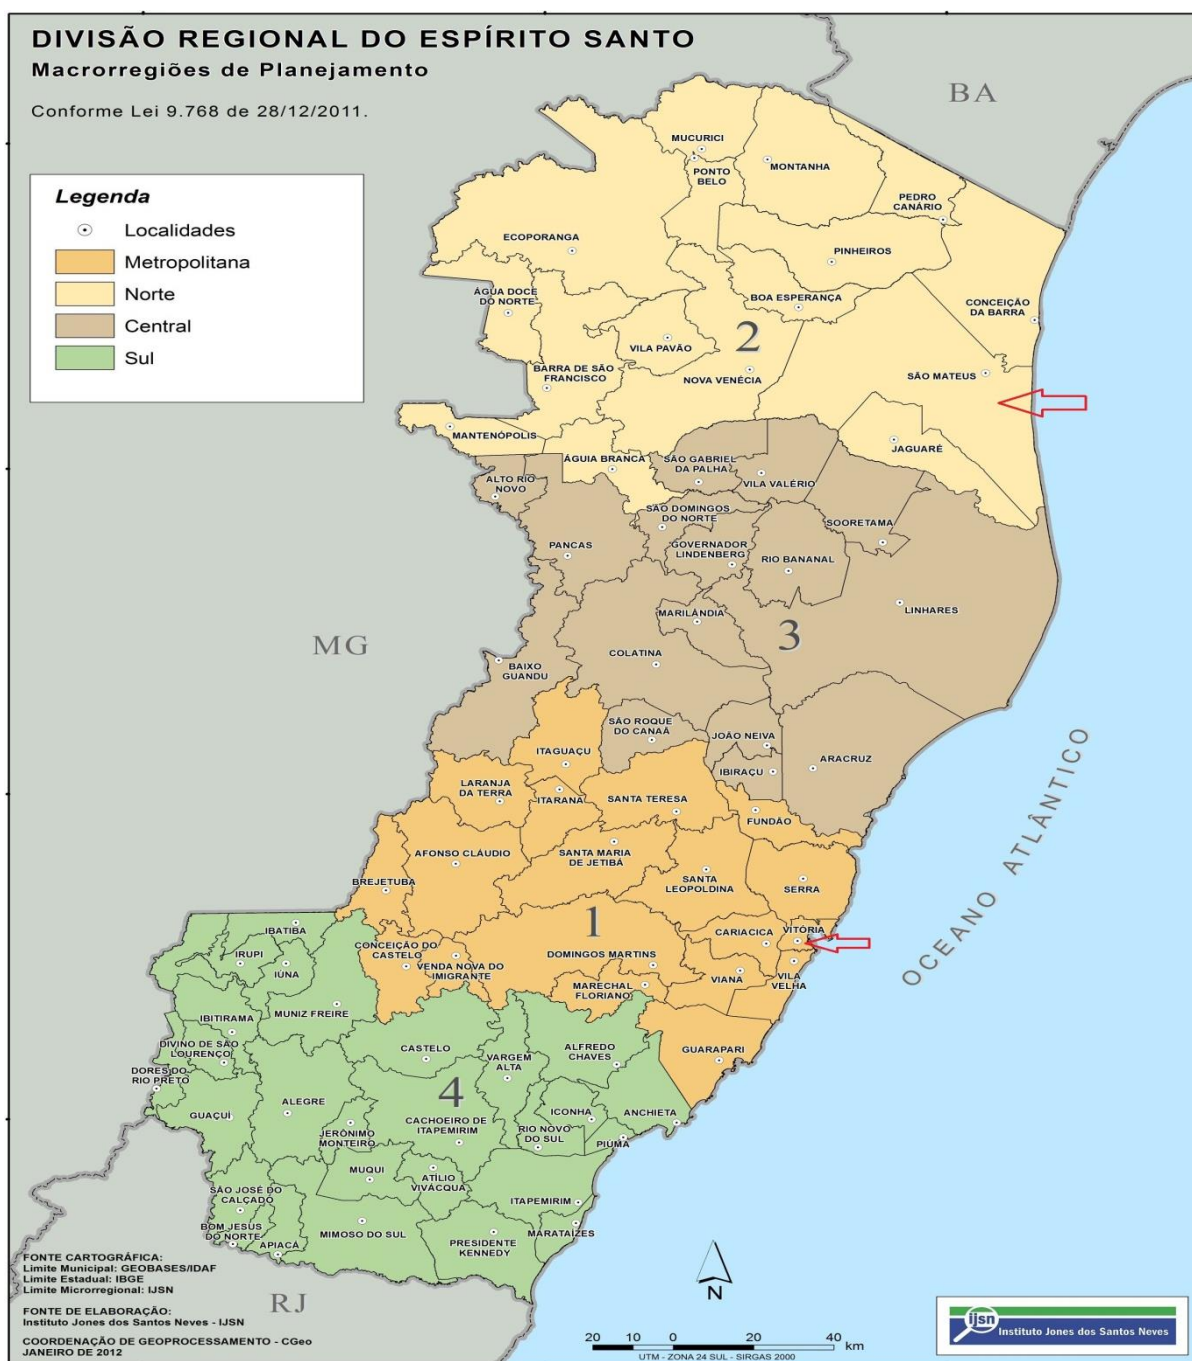 DIVISÃO REGIONAL DO ESPÍRITO SANTO
Macrorregiões de Planejamento
Conforme Lei 9.768 de 28/12/2011.
BA
Legenda
Localidades
Metropolitana
Norte
Central
Sul
MUCURICI
PONTO
BELO
MONTANHA
PEDRO
CANÁRIO
ECOPORANGA
PINHEIROS
ÁGUA DOCE
DO NORTE
BOA ESPERANÇA
CONCEIÇÃO
DA BARRA
2
VILA PAVÃO
BARRA DE SÃO
FRANCISCO
NOVA VENÉCIA
SÃO MATEUS
MANTENÓPOLIS
JAGUARÉ
ÁGUIA BRANCA
SÃO GABRIEL
DA PALHA
VILA VALÉRIO
ALTO RIO
NOVO
SÃO DOMINGOS
DO NORTE
SOORETAMA
PANCAS
GOVERNADOR
LINDENBERG
RIO BANANAL
LINHARES
MARILÂNDIA
3
MG
COLATINA
BAIXO
GUANDU
SÃO ROQUE
DO CANAÃ
JOÃO NEIVA
ITAGUAÇU
IBIRAÇU
ARACRUZ
LARANJA
DA TERRA
ITARANA
SANTA TERESA
FUNDÃO
OCEANO ATLÂNTICO
AFONSO CLÁUDIO
SANTA MARIA
DE JETIBÁ
BREJETUBA
SANTA
LEOPOLDINA
SERRA
1
IBATIBA
CARIACICA
VITÓRIA
IRUPI
IÚNA
CONCEIÇÃO DO
CASTELO
VENDA NOVA DO
IMIGRANTE
DOMINGOS MARTINS
VIANA
VILA
VELHA
MARECHAL
FLORIANO
IBITIRAMA
MUNIZ FREIRE
DIVINO DE SÃO
LOURENÇO
CASTELO
VARGEM
ALTA
ALFREDO
CHAVES
GUARAPARI
DORES DO
RIO PRETO
4
GUAÇUÍ
ALEGRE
JERÔNIMO
MONTEIRO
CACHOEIRO DE
ITAPEMIRIM
ICONHA
ANCHIETA
RIO NOVO
DO SUL
PIÚMA
MUQUI
ATÍLIO
VIVÁCQUA
SÃO JOSÉ DO
CALÇADO
ITAPEMIRIM
BOM JESUS
DO NORTE
APIACÁ
MIMOSO DO SUL
PRESIDENTE
KENNEDY
MARATAÍZES
RJ
FONTE CARTOGRÁFICA:
Limite Municipal: GEOBASES/IDAF
Limite Estadual: IBGE
Limite Microrregional: IJSN
FONTE DE ELABORAÇÃO:
Instituto Jones dos Santos Neves - IJSN
COORDENAÇÃO DE GEOPROCESSAMENTO - CGeo
JANEIRO DE 2012
N
20 10 0 20 40 km
UTM - ZONA 24 SUL - SIRGAS 2000
ijsn
Instituto Jones dos Santos Neves